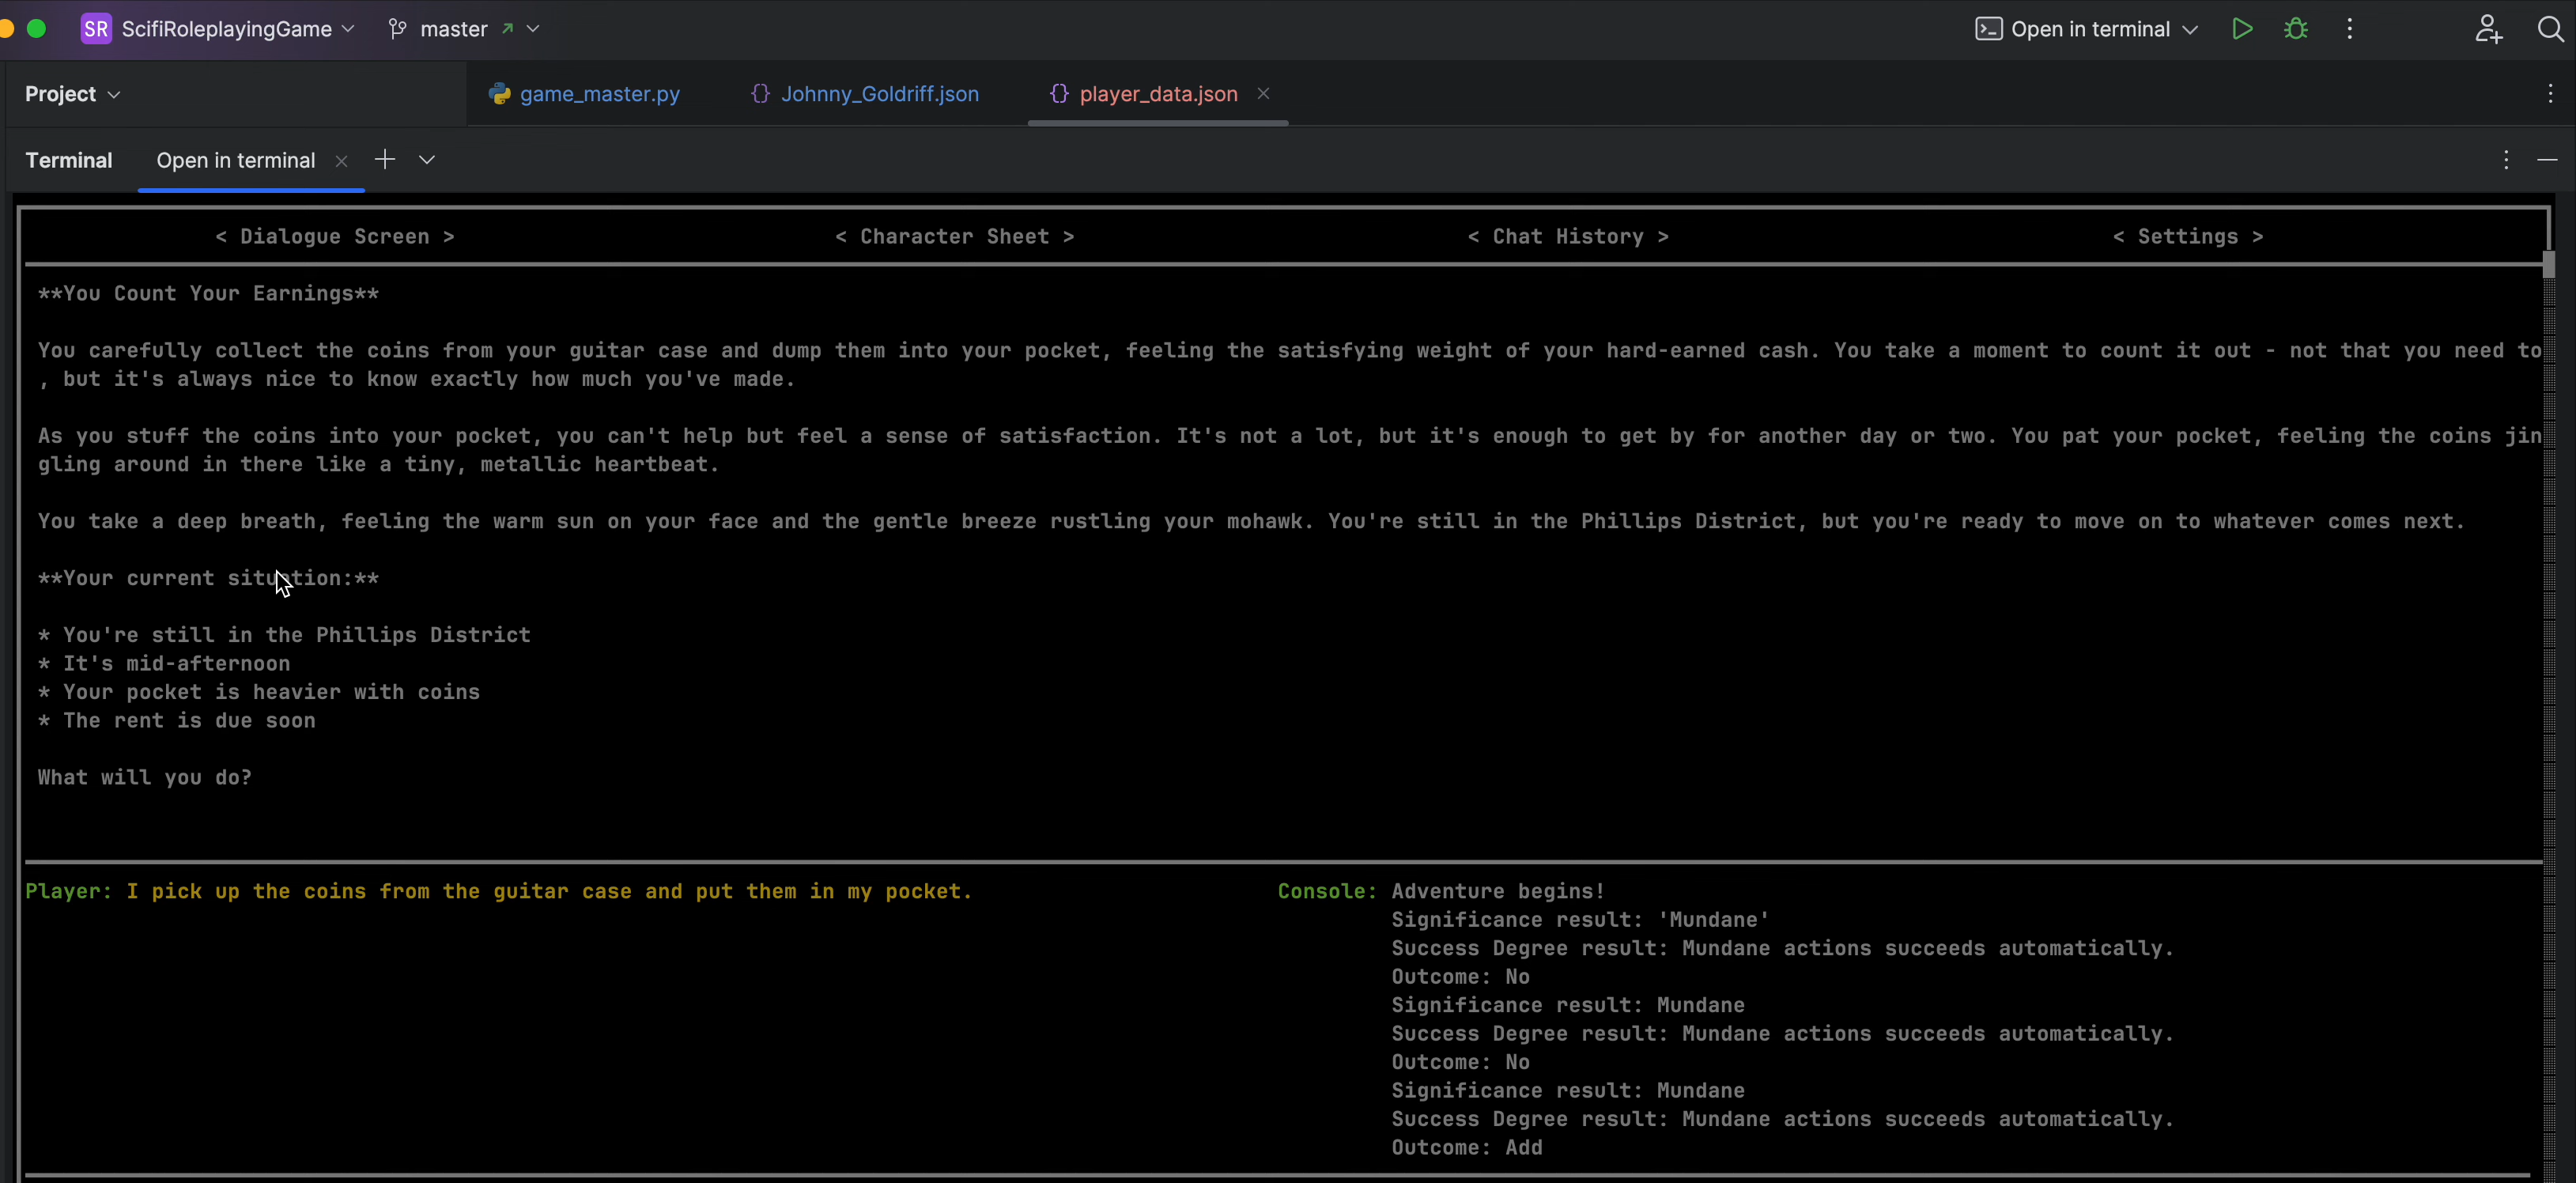 SR ScifiRoleplayingGame master Open in terminal
Project game_master.py {} Johnny_Goldriff.json {} player_data.json
Terminal Open in terminal
< Dialogue Screen > < Character Sheet > < Chat History > < Settings >
**You Count Your Earnings**
You carefully collect the coins from your guitar case and dump them into your pocket, feeling the satisfying weight of your hard-earned cash. You take a moment to count it out - not that you need to
, but it's always nice to know exactly how much you've made.
As you stuff the coins into your pocket, you can't help but feel a sense of satisfaction. It's not a lot, but it's enough to get by for another day or two. You pat your pocket, feeling the coins jin
gling around in there like a tiny, metallic heartbeat.
You take a deep breath, feeling the warm sun on your face and the gentle breeze rustling your mohawk. You're still in the Phillips District, but you're ready to move on to whatever comes next.
**Your current situation:**
* You're still in the Phillips District
* It's mid-afternoon
* Your pocket is heavier with coins
* The rent is due soon
What will you do?
Player: I pick up the coins from the guitar case and put them in my pocket.
Console: Adventure begins!
Significance result: 'Mundane'
Success Degree result: Mundane actions succeeds automatically.
Outcome: No
Significance result: Mundane
Success Degree result: Mundane actions succeeds automatically.
Outcome: No
Significance result: Mundane
Success Degree result: Mundane actions succeeds automatically.
Outcome: Add